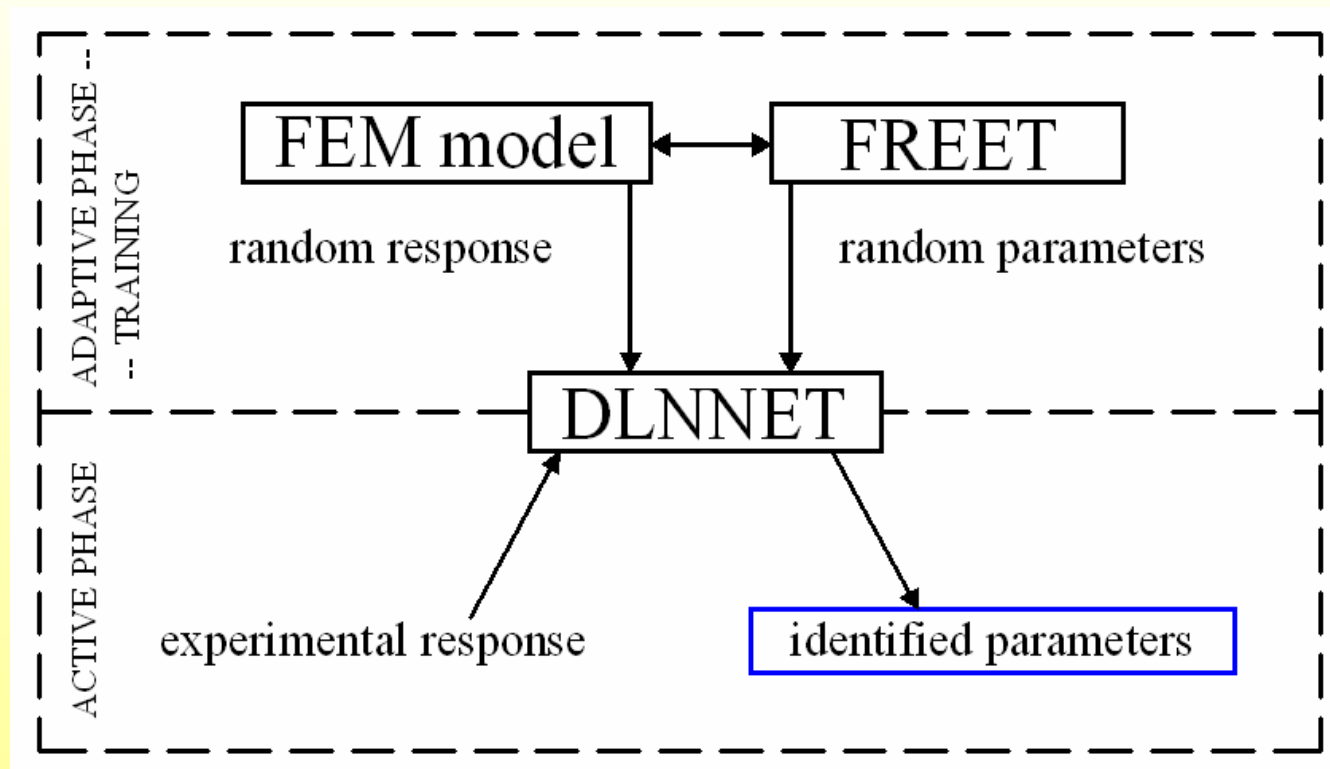 ADAPTIVE PHASE --
-- TRAINING
FEM model
FREET
random response
random parameters
DLNNET
ACTIVE PHASE
experimental response
identified parameters